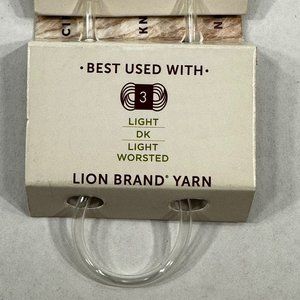 ·BEST USED WITH·
3
LIGHT
DK
LIGHT
WORSTED
LION BRAND® YARN